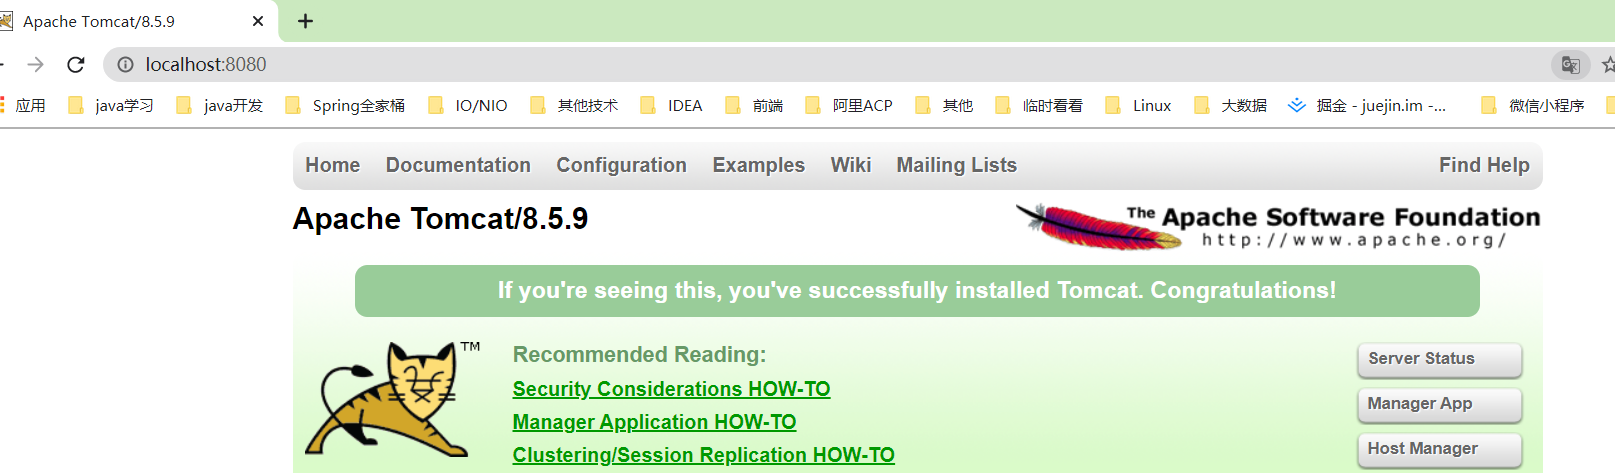 Apache Tomcat/8.5.9
localhost:8080
应用 java学习 java开发 Spring全家桶 IO/NIO 其他技术 IDEA 前端 阿里ACP 其他 临时看看 Linux 大数据 掘金 - juejin.im -... 微信小程序
Home Documentation Configuration Examples Wiki Mailing Lists Find Help
Apache Tomcat/8.5.9
The Apache Software Foundation
http://www.apache.org/
If you're seeing this, you've successfully installed Tomcat. Congratulations!
TM
Recommended Reading:
Security Considerations HOW-TO
Manager Application HOW-TO
Clustering/Session Replication HOW-TO
Server Status
Manager App
Host Manager